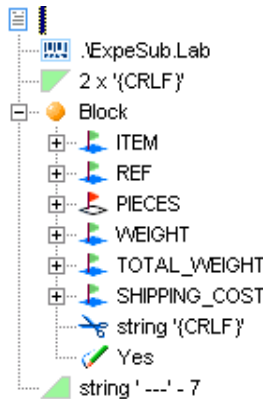 .\ExpeSub.Lab
2 x '{CRLF}'
Block
ITEM
REF
PIECES
WEIGHT
TOTAL_WEIGHT
SHIPPING_COST
string '{CRLF}'
Yes
string ' ---' - 7